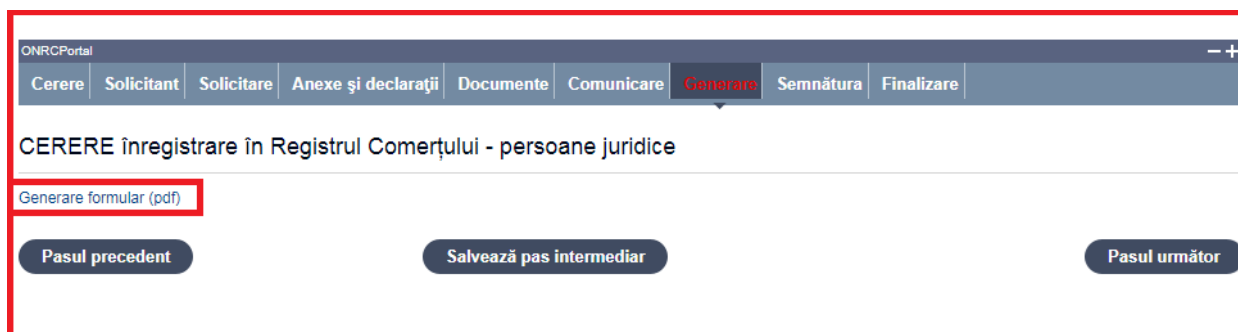 ONRCPortal
Cerere Solicitant Solicitare Anexe şi declaraţii Documente Comunicare Generare Semnătura Finalizare
CERERE înregistrare în Registrul Comerțului - persoane juridice
Generare formular (pdf)
Pasul precedent Salvează pas intermediar Pasul următor